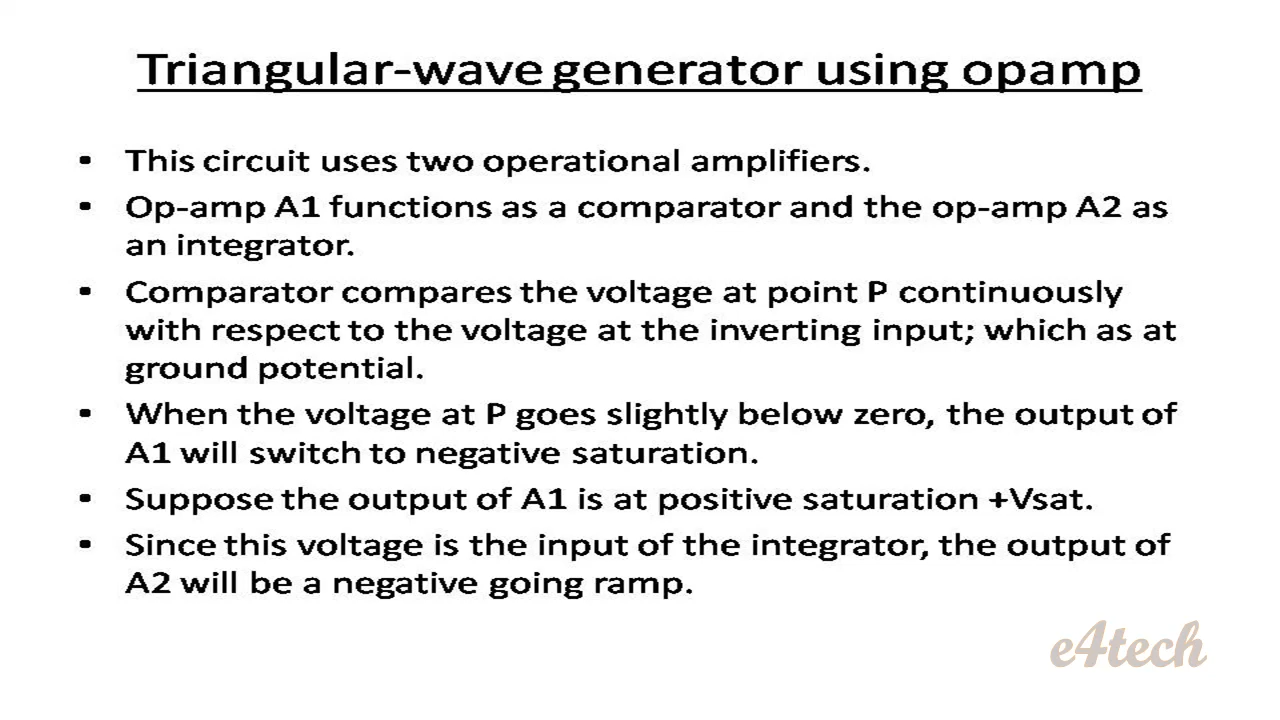 Triangular-wave generator using opamp
• This circuit uses two operational amplifiers.
• Op-amp A1 functions as a comparator and the op-amp A2 as
an integrator.
• Comparator compares the voltage at point P continuously
with respect to the voltage at the inverting input; which as at
ground potential.
• When the voltage at P goes slightly below zero, the output of
A1 will switch to negative saturation.
• Suppose the output of A1 is at positive saturation +Vsat.
• Since this voltage is the input of the integrator, the output of
A2 will be a negative going ramp.
e4tech